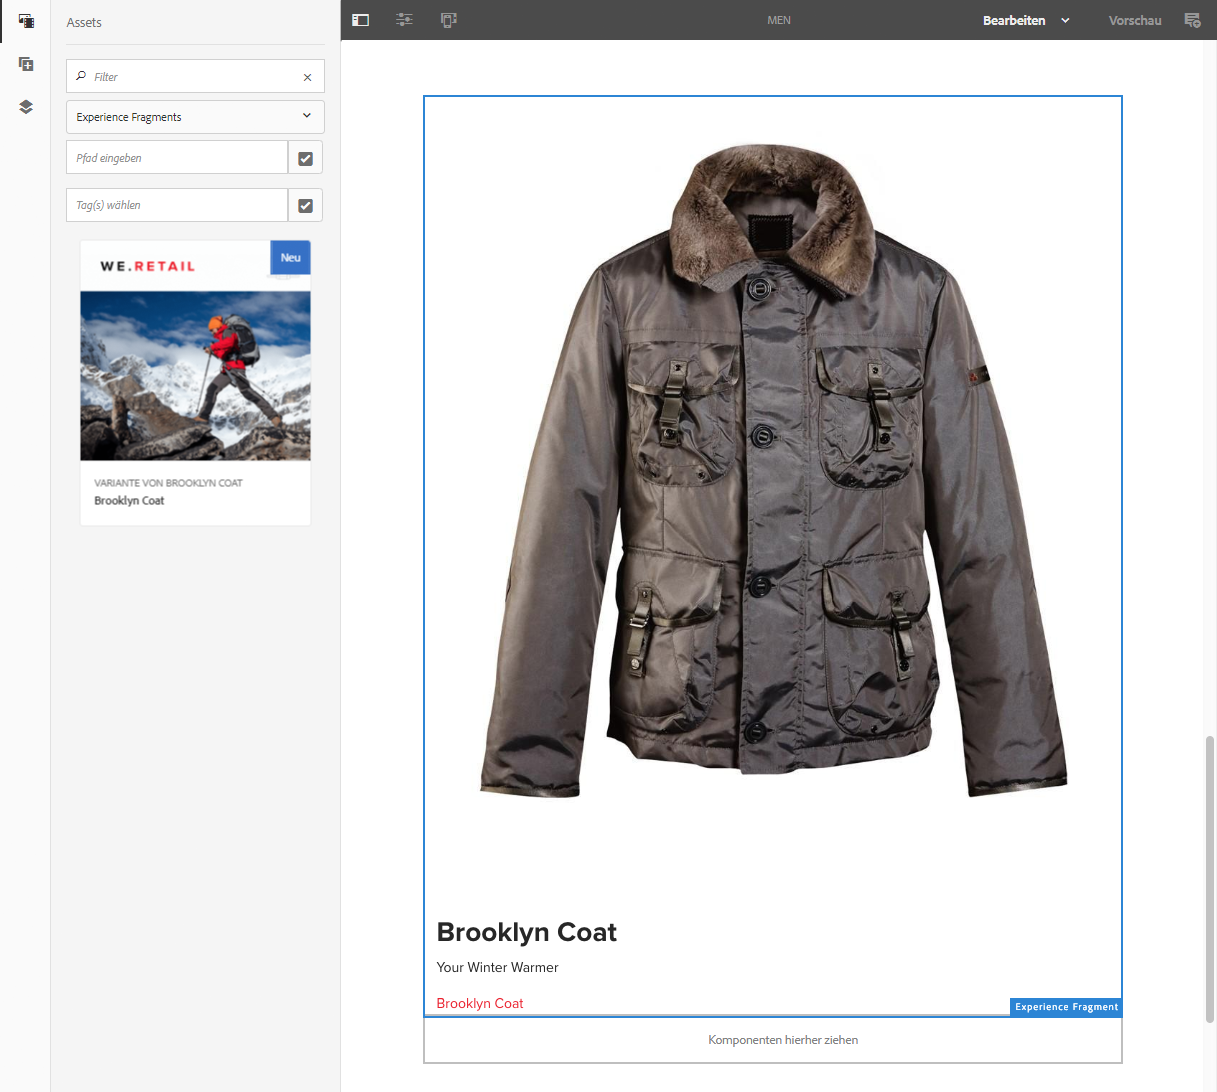 Assets
Filter
Experience Fragments
Pfad eingeben
Tag(s) wählen
WE.RETAIL
Neu
VARIANTE VON BROOKLYN COAT
Brooklyn Coat
MEN
Bearbeiten
Vorschau
Brooklyn Coat
Your Winter Warmer
Brooklyn Coat
Experience Fragment
Komponenten hierher ziehen